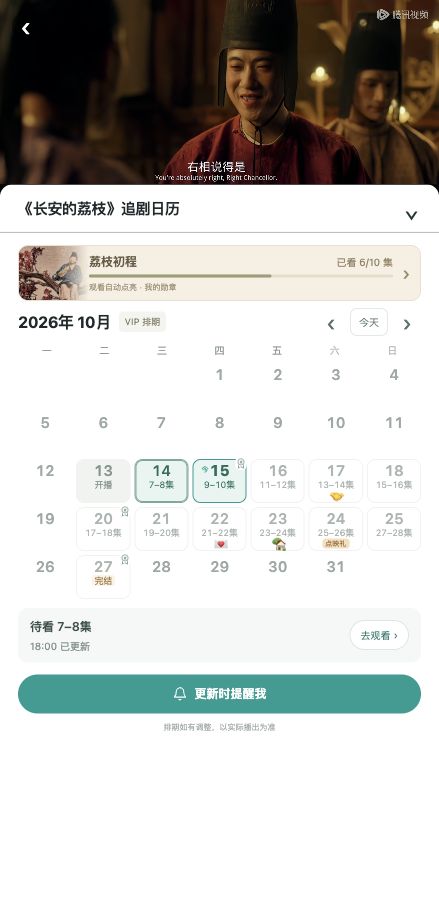 腾讯视频
右相说得是
You're absolutely right, Right Chancellor.
《长安的荔枝》追剧日历
荔枝初程
已看 6/10 集
观看自动点亮 · 我的勋章
2026年 10月
VIP 排期
今天
一 二 三 四 五 六 日
1 2 3 4
5 6 7 8 9 10 11
12 13 14 15 16 17 18
开播 7-8集 9-10集 11-12集 13-14集 15-16集
19 20 21 22 23 24 25
17-18集 19-20集 21-22集 23-24集 25-26集 27-28集
点映礼
26 27 28 29 30 31
完结
待看 7-8集
18:00 已更新
去观看
更新时提醒我
排期如有调整，以实际播出为准